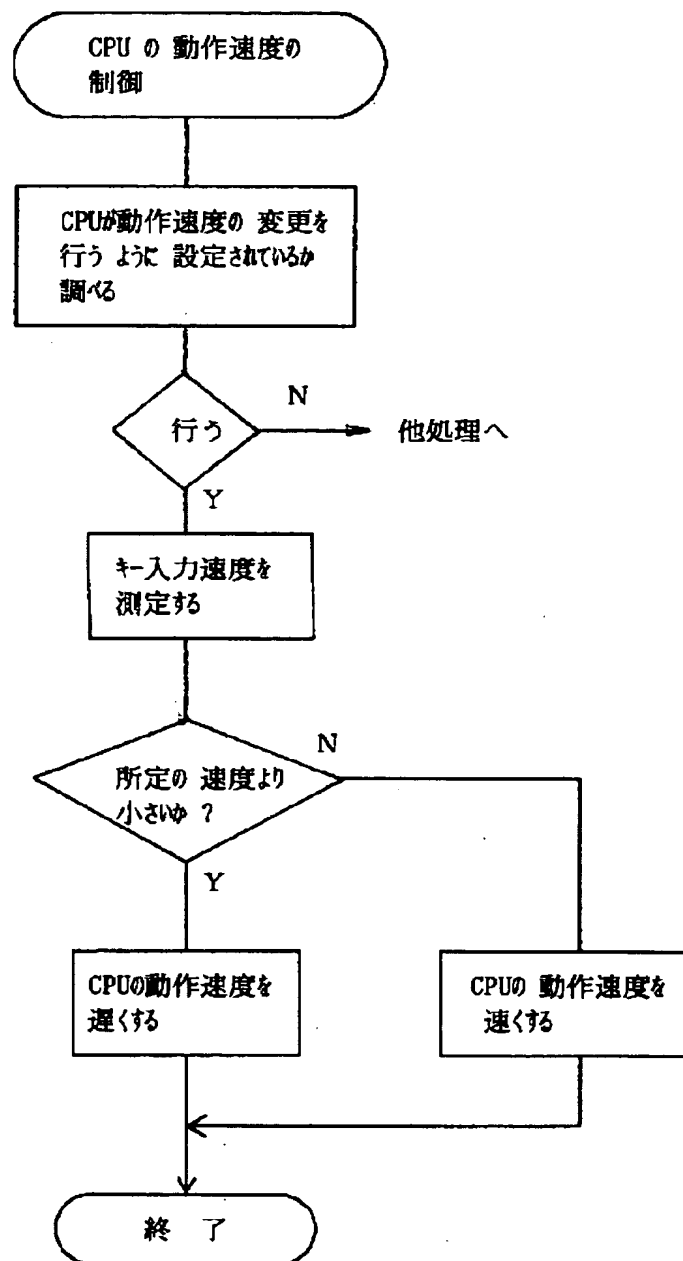 CPU の 動作速度の
制御
CPUが動作速度の 変更を
行う ように 設定されているか
調べる
行う
N
他処理へ
Y
キー入力速度を
測定する
所定の 速度より
小さいか ?
N
Y
CPUの動作速度を
遅くする
CPUの 動作速度を
速くする
終 了